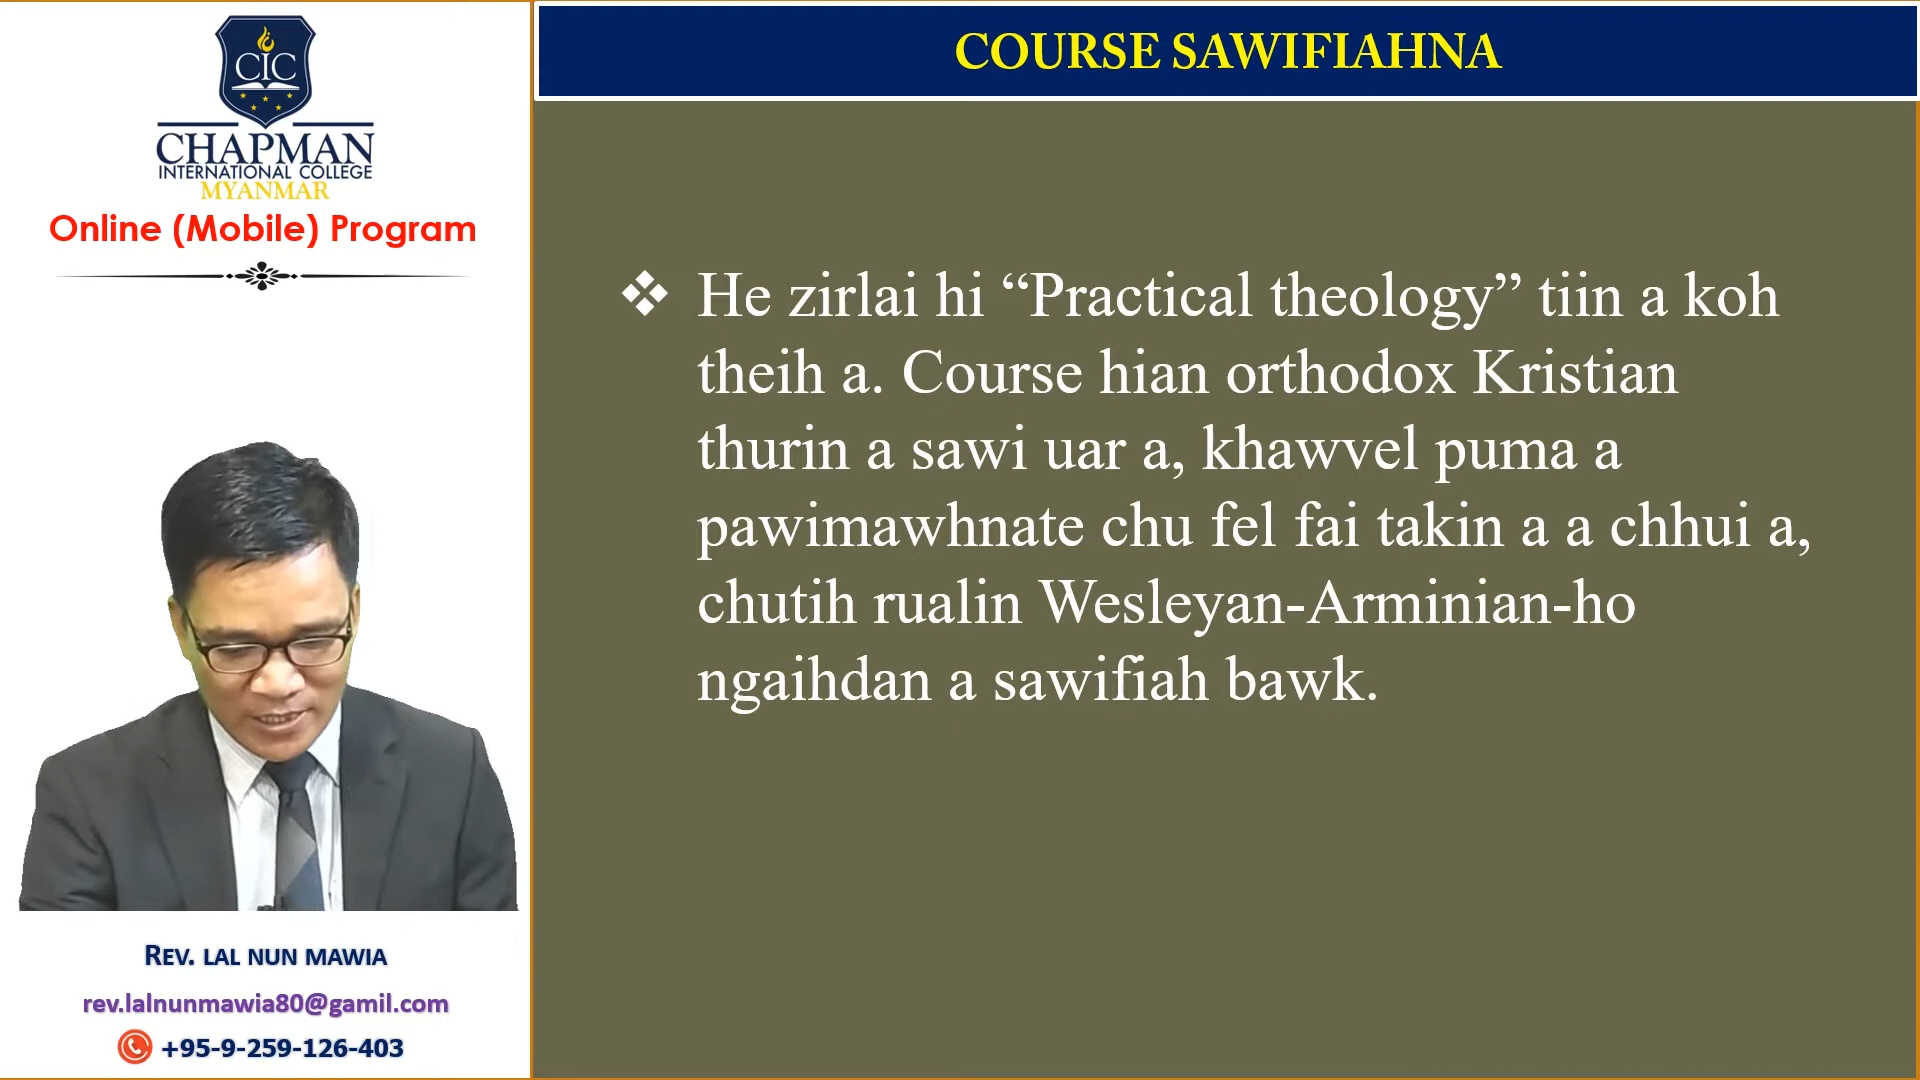 CIC
CHAPMAN
INTERNATIONAL COLLEGE
MYANMAR
Online (Mobile) Program
REV. LAL NUN MAWIA
rev.lalnunmawia80@gamil.com
+95-9-259-126-403
COURSE SAWIFIAHNA
❖ He zirlai hi “Practical theology” tiin a koh
theih a. Course hian orthodox Kristian
thurin a sawi uar a, khawvel puma a
pawimawhnate chu fel fai takin a a chhui a,
chutih rualin Wesleyan-Arminian-ho
ngaihdan a sawifiah bawk.